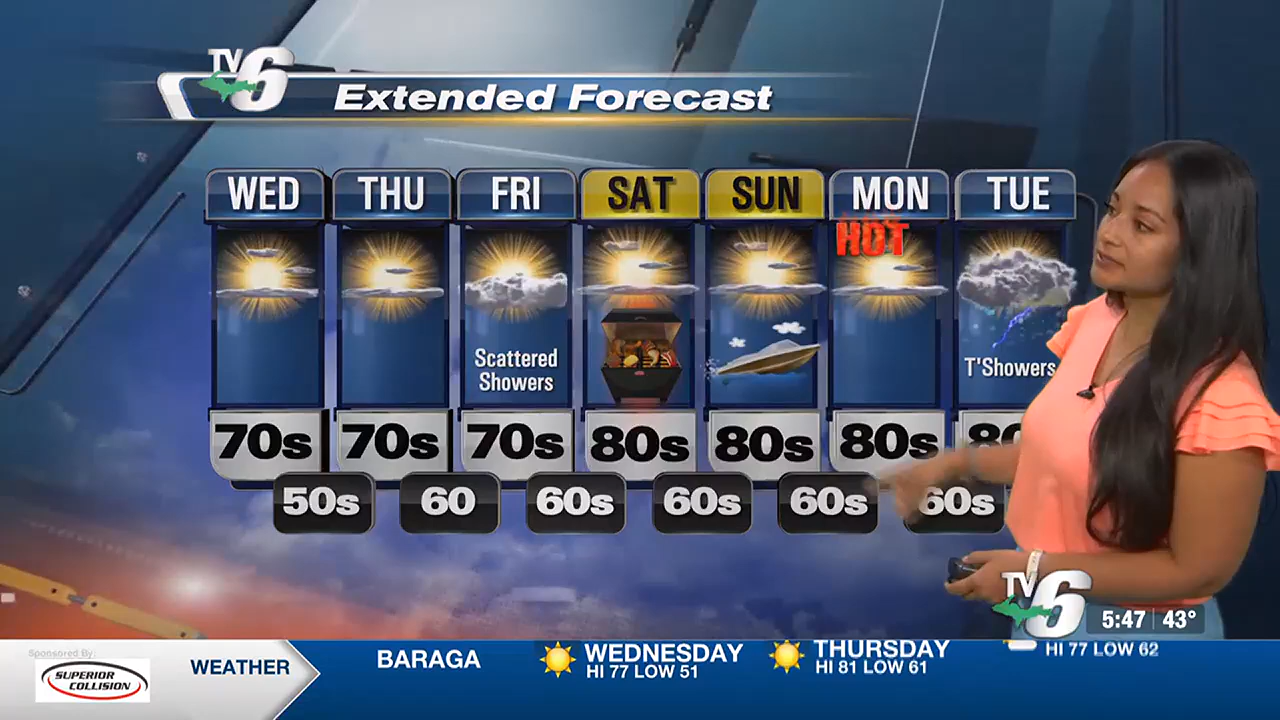 TV6
Extended Forecast
WED THU FRI SAT SUN MON TUE
HOT
Scattered
Showers
T'Showers
70s 70s 70s 80s 80s 80s
50s 60 60s 60s 60s 60s
TV6
5:47 43°
Sponsored By:
SUPERIOR
COLLISION
WEATHER
BARAGA
WEDNESDAY
HI 77 LOW 51
THURSDAY
HI 81 LOW 61
HI 77 LOW 62